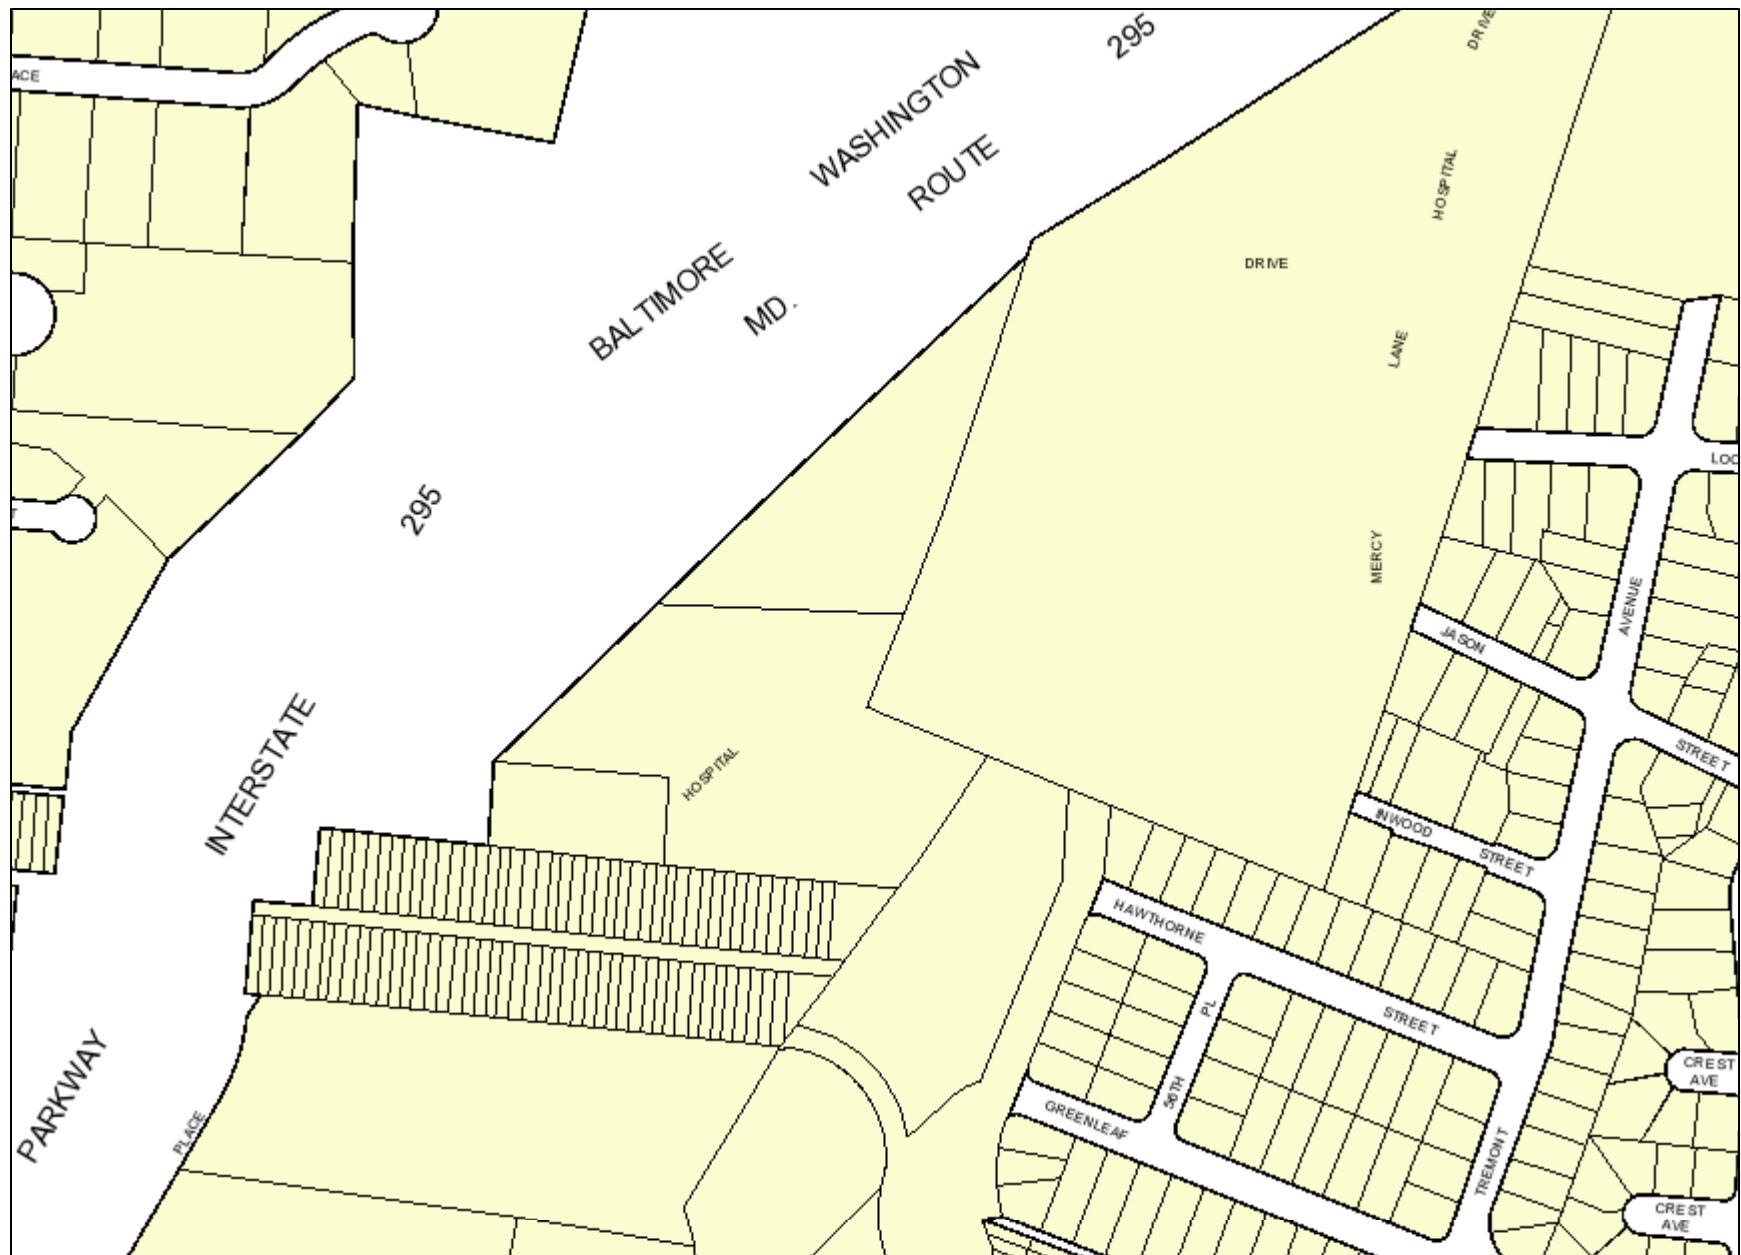 295
DRIVE
ACE
WASHINGTON
ROUTE
HOSPITAL
DRIVE
BALTIMORE
MD.
LANE
LOC
295
T
MERCY
AVENUE
JASON
STREET
INTERSTATE
HOSPITAL
INWOOD
STREET
HAWTHORNE
STREET
PL
56TH
CREST
AVE
PARKWAY
PLACE
GREENLEAF
TREMONT
CREST
AVE